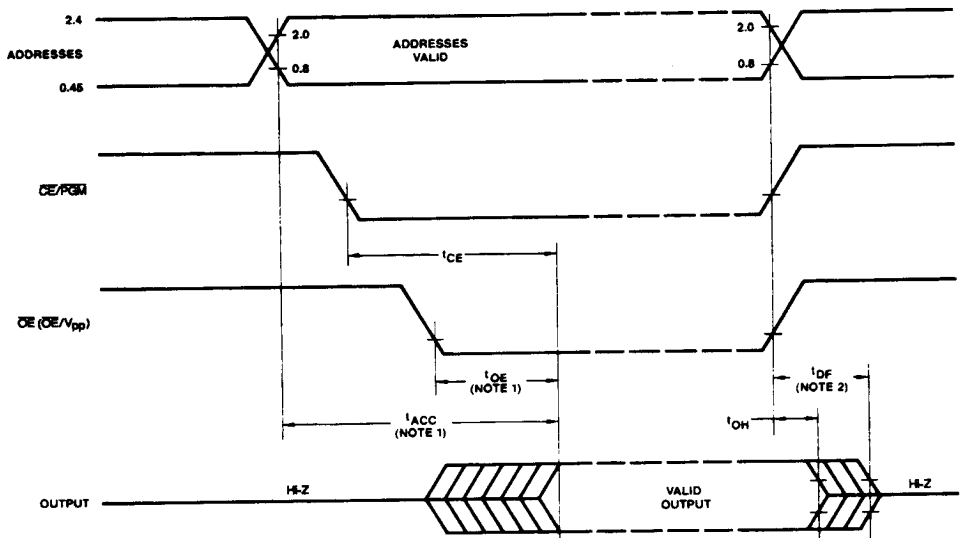 2.4
ADDRESSES
0.45
2.0
0.8
ADDRESSES
VALID
2.0
0.8
CE/PGM
tCE
OE (OE/Vpp)
tOE
(NOTE 1)
tDF
(NOTE 2)
tACC
(NOTE 1)
tOH
OUTPUT
HI-Z
VALID
OUTPUT
HI-Z